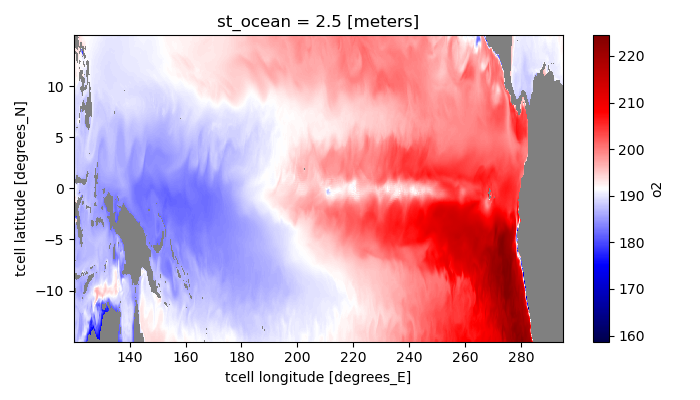 st_ocean = 2.5 [meters]
10
5
0
−5
−10
tcell latitude [degrees_N]
140 160 180 200 220 240 260 280
tcell longitude [degrees_E]
220
210
200
190
180
170
160
o2